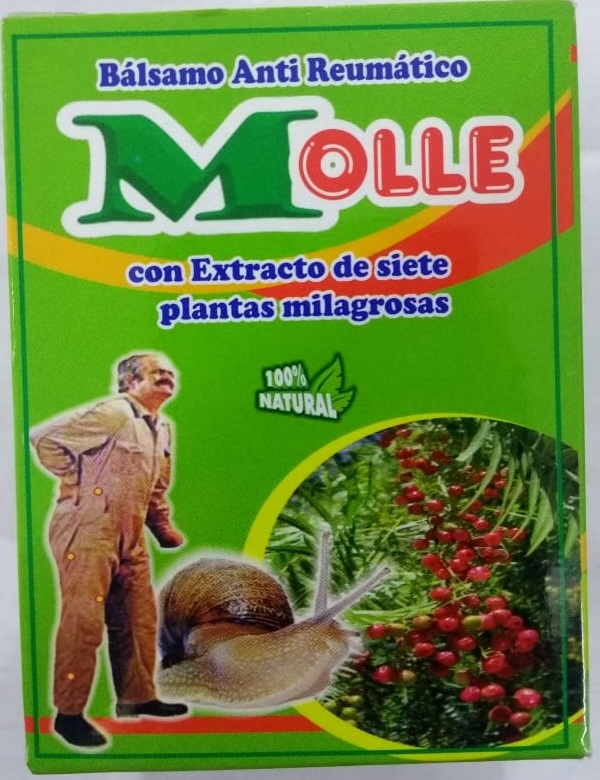 Bálsamo Anti Reumático
MOLLE
con Extracto de siete
plantas milagrosas
100%
NATURAL